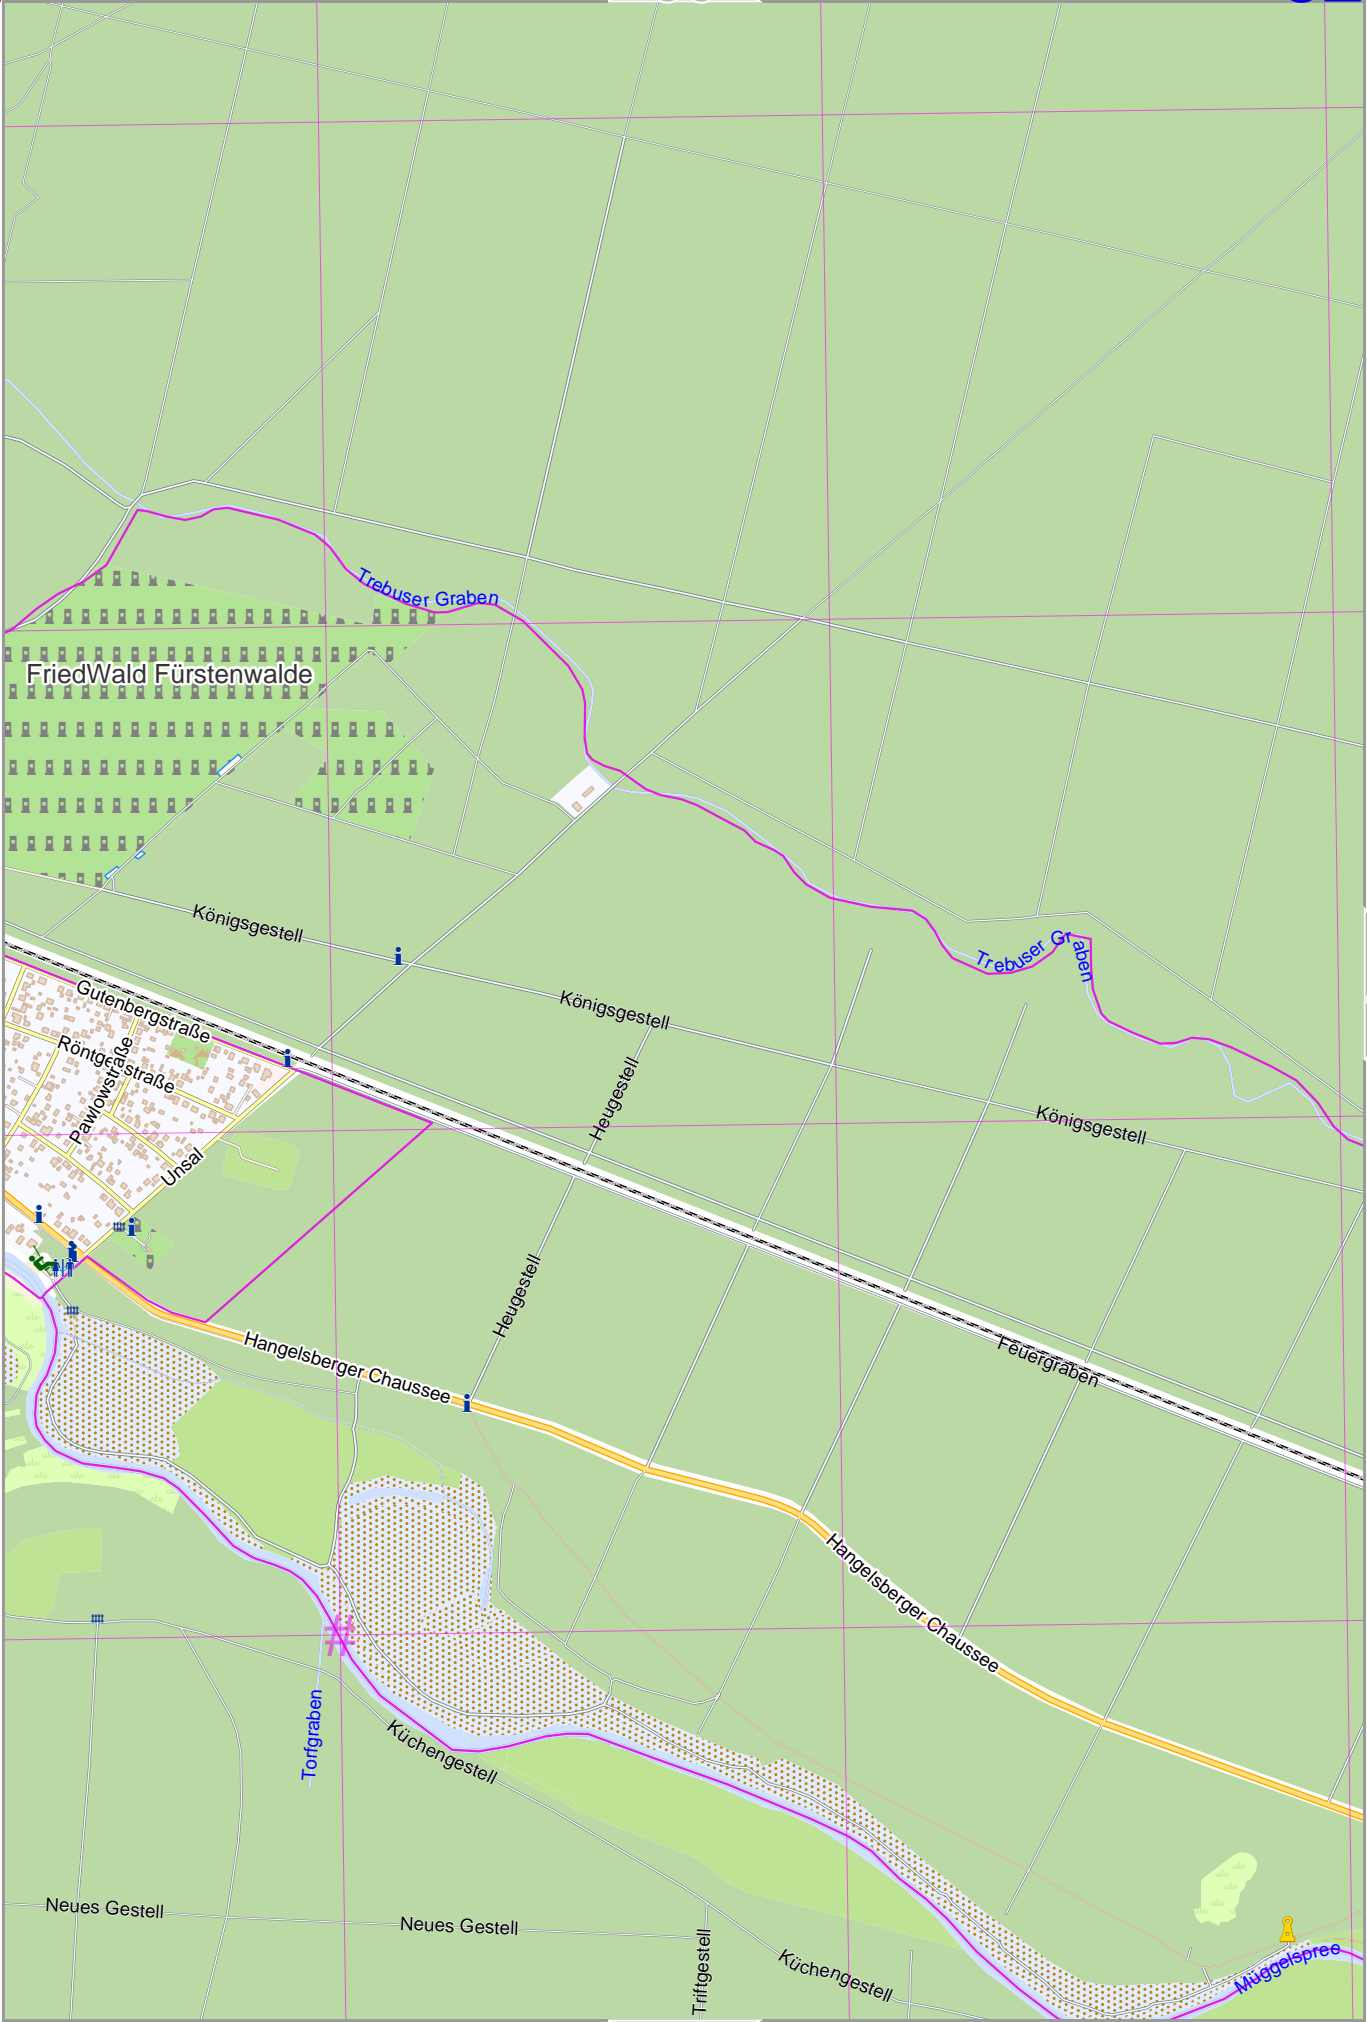 Trebuser Graben
FriedWald Fürstenwalde
Königsgestell
Trebuser Graben
Gutenbergstraße
Königsgestell
Röntgenstraße
Pawlowstraße
Heugestell
Königsgestell
Unsal
Heugestell
Hangelsberger Chaussee
Feuergraben
Hangelsberger Chaussee
#
Torfgraben
Küchengestell
Neues Gestell
Neues Gestell
Triftgestell
Küchengestell
Müggelspree